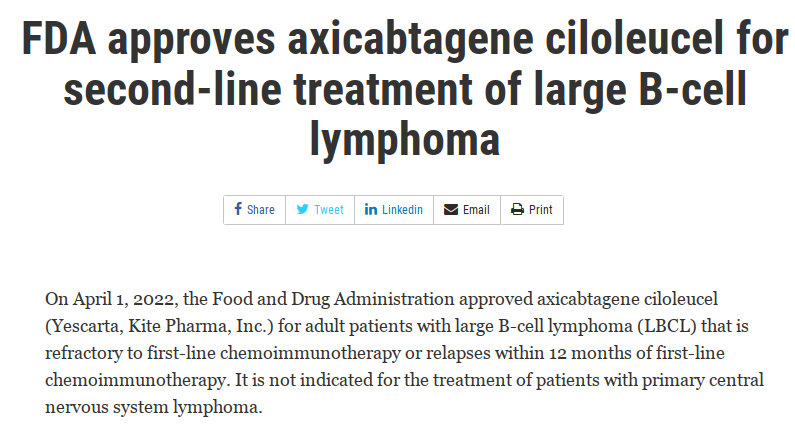 FDA approves axicabtagene ciloleucel for
second-line treatment of large B-cell
lymphoma
Share Tweet Linkedin Email Print
On April 1, 2022, the Food and Drug Administration approved axicabtagene ciloleucel
(Yescarta, Kite Pharma, Inc.) for adult patients with large B-cell lymphoma (LBCL) that is
refractory to first-line chemoimmunotherapy or relapses within 12 months of first-line
chemoimmunotherapy. It is not indicated for the treatment of patients with primary central
nervous system lymphoma.